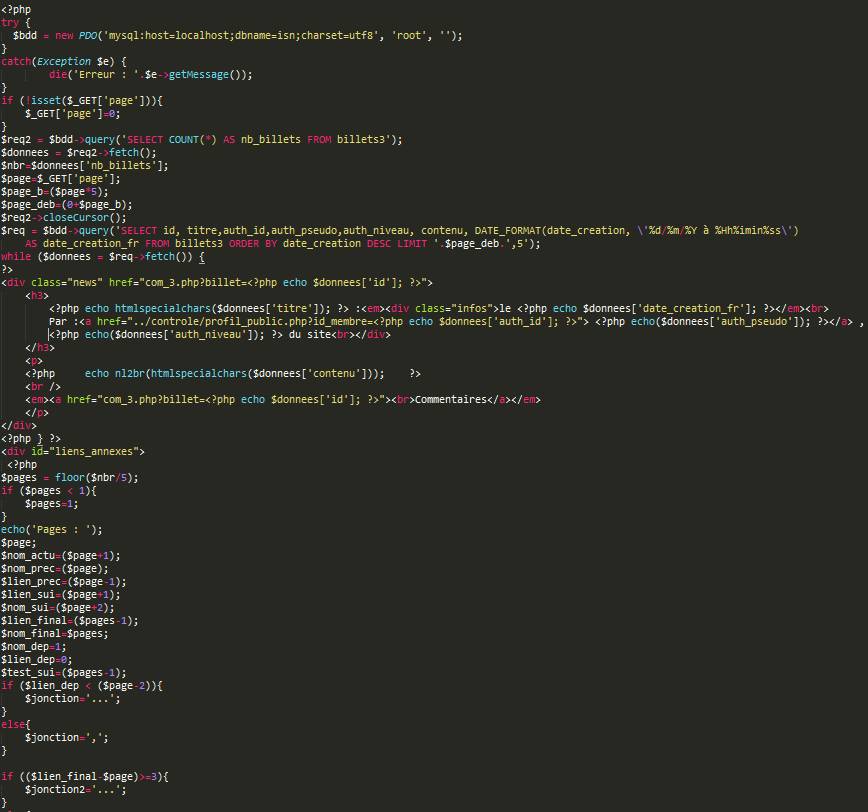 <?php
try {
  $bdd = new PDO('mysql:host=localhost;dbname=isn;charset=utf8', 'root', '');
}
catch(Exception $e) {
        die('Erreur : '.$e->getMessage());
}
if (!isset($_GET['page'])){
    $_GET['page']=0;
}
$req2 = $bdd->query('SELECT COUNT(*) AS nb_billets FROM billets3');
$donnees = $req2->fetch();
$nbr=$donnees['nb_billets'];
$page=$_GET['page'];
$page_b=($page*5);
$page_deb=(0+$page_b);
$req2->closeCursor();
$req = $bdd->query('SELECT id, titre,auth_id,auth_pseudo,auth_niveau, contenu, DATE_FORMAT(date_creation, \'%d/%m/%Y à %Hh%imin%ss\')
    AS date_creation_fr FROM billets3 ORDER BY date_creation DESC LIMIT '.$page_deb.',5');
while ($donnees = $req->fetch()) {
?>
<div class="news" href="com_3.php?billet=<?php echo $donnees['id']; ?>">
    <h3>
        <?php echo htmlspecialchars($donnees['titre']); ?> :<em><div class="infos">le <?php echo $donnees['date_creation_fr']; ?></em><br>
        Par :<a href="../controle/profil_public.php?id_membre=<?php echo $donnees['auth_id']; ?>"> <?php echo($donnees['auth_pseudo']); ?></a> ,
        <?php echo($donnees['auth_niveau']); ?> du site<br></div>
    </h3>
    <p>
    <?php    echo nl2br(htmlspecialchars($donnees['contenu']));    ?>
    <br />
    <em><a href="com_3.php?billet=<?php echo $donnees['id']; ?>"><br>Commentaires</a></em>
    </p>
</div>
<?php } ?>
<div id="liens_annexes">
 <?php
$pages = floor($nbr/5);
if ($pages < 1){
    $pages=1;
}
echo('Pages : ');
$page;
$nom_actu=($page+1);
$nom_prec=($page);
$lien_prec=($page-1);
$lien_sui=($page+1);
$nom_sui=($page+2);
$lien_final=($pages-1);
$nom_final=$pages;
$nom_dep=1;
$lien_dep=0;
$test_sui=($pages-1);
if ($lien_dep < ($page-2)){
    $jonction='...';
}
else{
    $jonction=',';
}

if (($lien_final-$page)>=3){
    $jonction2='...';
}